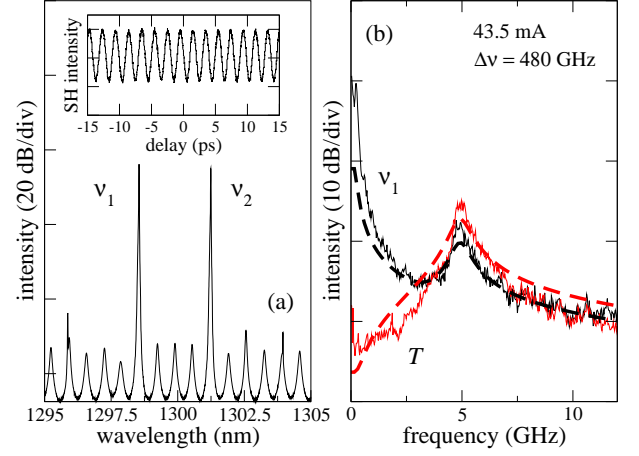 SH intensity
-15 -10 -5 0 5 10 15
delay (ps)
ν1
ν2
(a)
intensity (20 dB/div)
1295 1297.5 1300 1302.5 1305
wavelength (nm)
(b)
43.5 mA
Δν = 480 GHz
ν1
T
intensity (10 dB/div)
0 5 10
frequency (GHz)